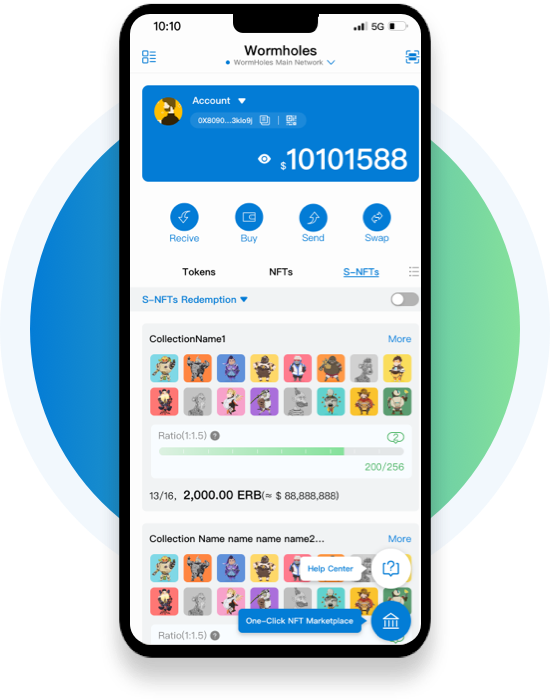 10:10 5G
Wormholes
WormHoles Main Network
Account
0X8090...3klo9j
$10101588
Recive Buy Send Swap
Tokens NFTs S-NFTs
S-NFTs Redemption
CollectionName1 More
Ratio(1:1.5) ? 2
200/256
13/16, 2,000.00 ERB(≈ $ 88,888,888)
Collection Name name name name2... More
Help Center ?
One-Click NFT Marketplace
Ratio(1:1.5) ?